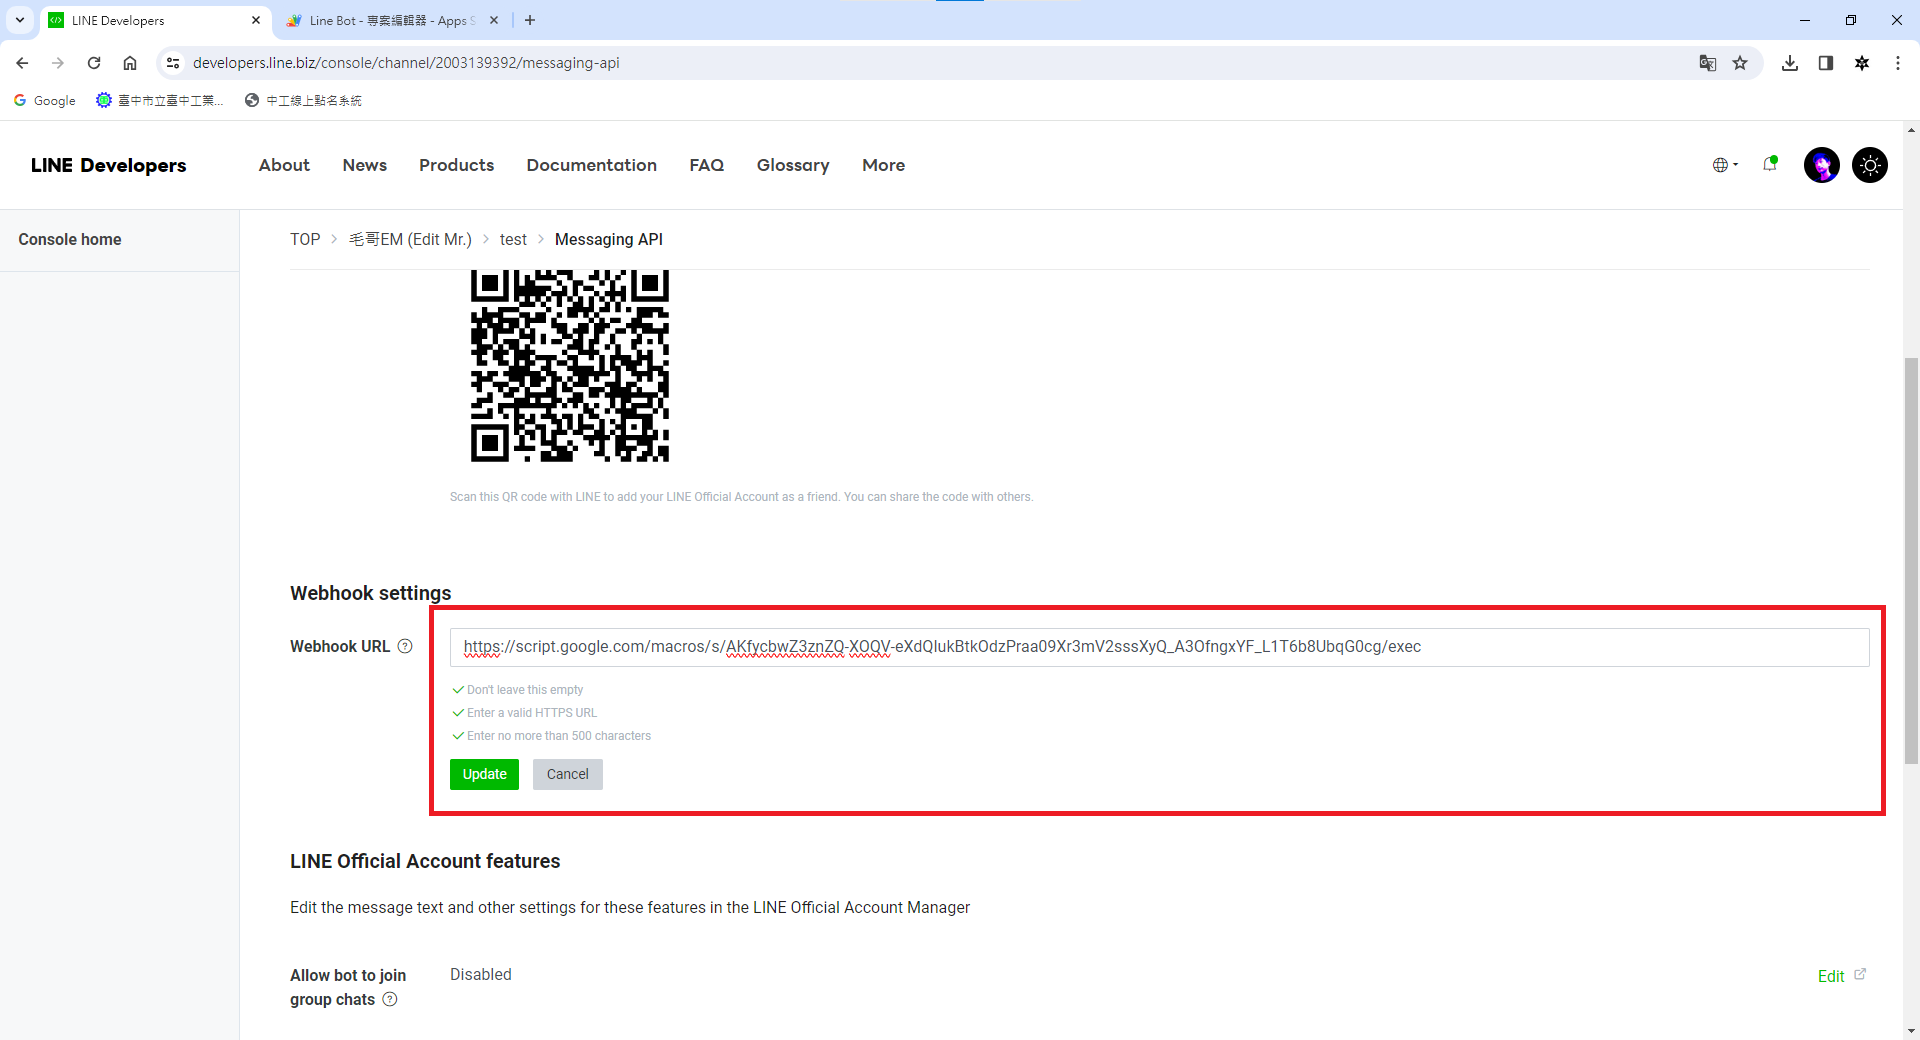 LINE Developers
Line Bot - 專案編輯器 - Apps S
developers.line.biz/console/channel/2003139392/messaging-api
Google
臺中市立臺中工業...
中工線上點名系統
LINE Developers
About
News
Products
Documentation
FAQ
Glossary
More
Console home
TOP > 毛哥EM (Edit Mr.) > test > Messaging API
Scan this QR code with LINE to add your LINE Official Account as a friend. You can share the code with others.
Webhook settings
Webhook URL ?
https://script.google.com/macros/s/AKfycbwZ3znZQ-XOQV-eXdQIukBtkOdzPraa09Xr3mV2sssXyQ_A3OfngxYF_L1T6b8UbqG0cg/exec
Don't leave this empty
Enter a valid HTTPS URL
Enter no more than 500 characters
Update
Cancel
LINE Official Account features
Edit the message text and other settings for these features in the LINE Official Account Manager
Allow bot to join
group chats ?
Disabled
Edit